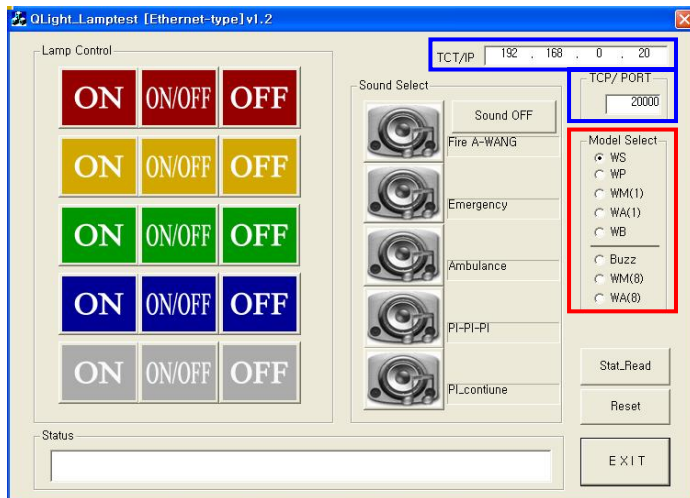 QLight_Lamptest [Ethernet-type]v1.2
Lamp Control
TCT/IP 192 . 168 . 0 . 20
TCP/ PORT
20000
ON ON/OFF OFF
ON ON/OFF OFF
ON ON/OFF OFF
ON ON/OFF OFF
ON ON/OFF OFF
Sound Select
Sound OFF
Fire A-WANG
Emergency
Ambulance
PI-PI-PI
PI_contiune
Model Select
WS
WP
WM(1)
WA(1)
WB
Buzz
WM(8)
WA(8)
Stat_Read
Reset
Status
EXIT